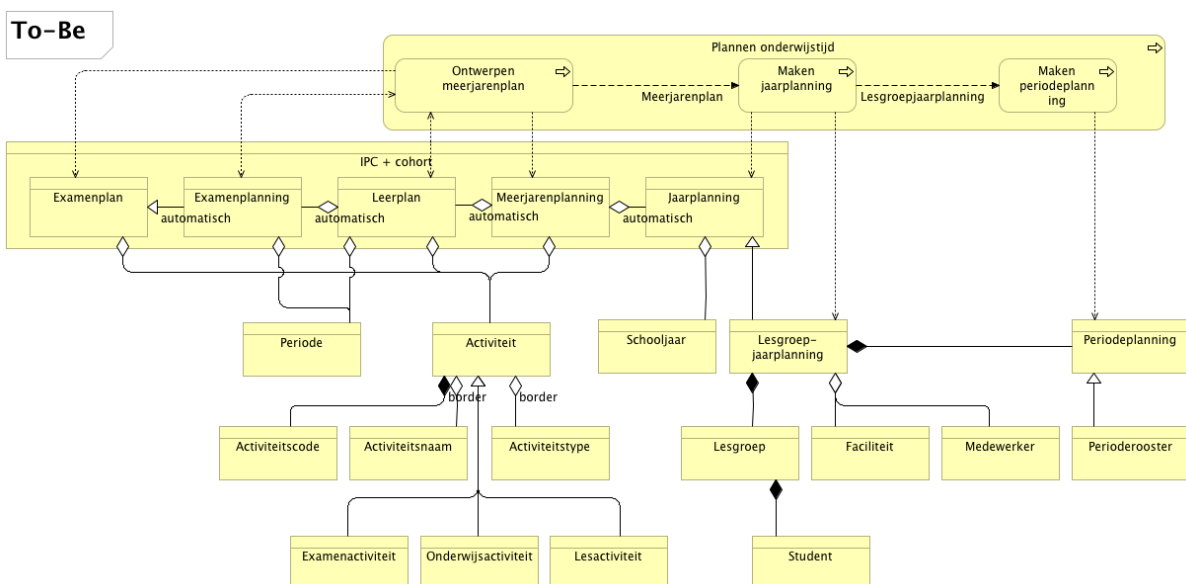 To-Be
Plannen onderwijstijd
Ontwerpen
meerjarenplan
Maken
jaarplanning
Maken
periodeplann
ing
Meerjarenplan
Lesgroepjaarplanning
IPC + cohort
Examenplan
Examenplanning
Leerplan
Meerjarenplanning
Jaarplanning
automatisch
automatisch
automatisch
automatisch
Periode
Activiteit
Schooljaar
Lesgroep-
jaarplanning
Periodeplanning
border
border
Activiteitscode
Activiteitsnaam
Activiteitstype
Lesgroep
Faciliteit
Medewerker
Perioderooster
Examenactiviteit
Onderwijsactiviteit
Lesactiviteit
Student